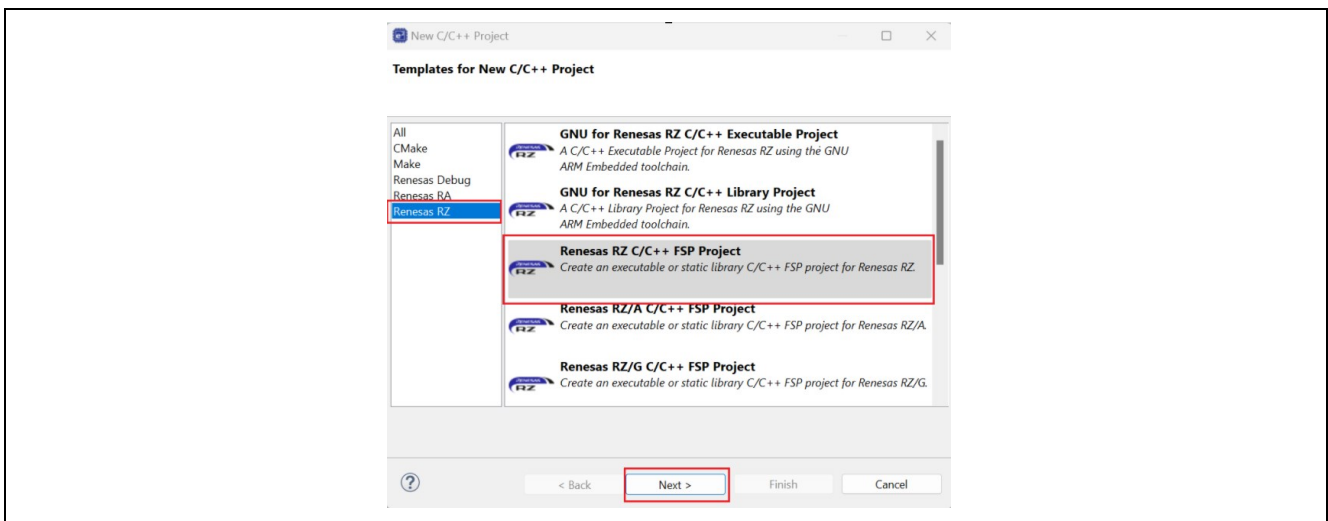 New C/C++ Project
Templates for New C/C++ Project
All
CMake
Make
Renesas Debug
Renesas RA
Renesas RZ
GNU for Renesas RZ C/C++ Executable Project
A C/C++ Executable Project for Renesas RZ using the GNU
ARM Embedded toolchain.
GNU for Renesas RZ C/C++ Library Project
A C/C++ Library Project for Renesas RZ using the GNU
ARM Embedded toolchain.
Renesas RZ C/C++ FSP Project
Create an executable or static library C/C++ FSP project for Renesas RZ.
Renesas RZ/A C/C++ FSP Project
Create an executable or static library C/C++ FSP project for Renesas RZ/A.
Renesas RZ/G C/C++ FSP Project
Create an executable or static library C/C++ FSP project for Renesas RZ/G.
RZ
RZ
RZ
RZ
RZ
?
< Back
Next >
Finish
Cancel